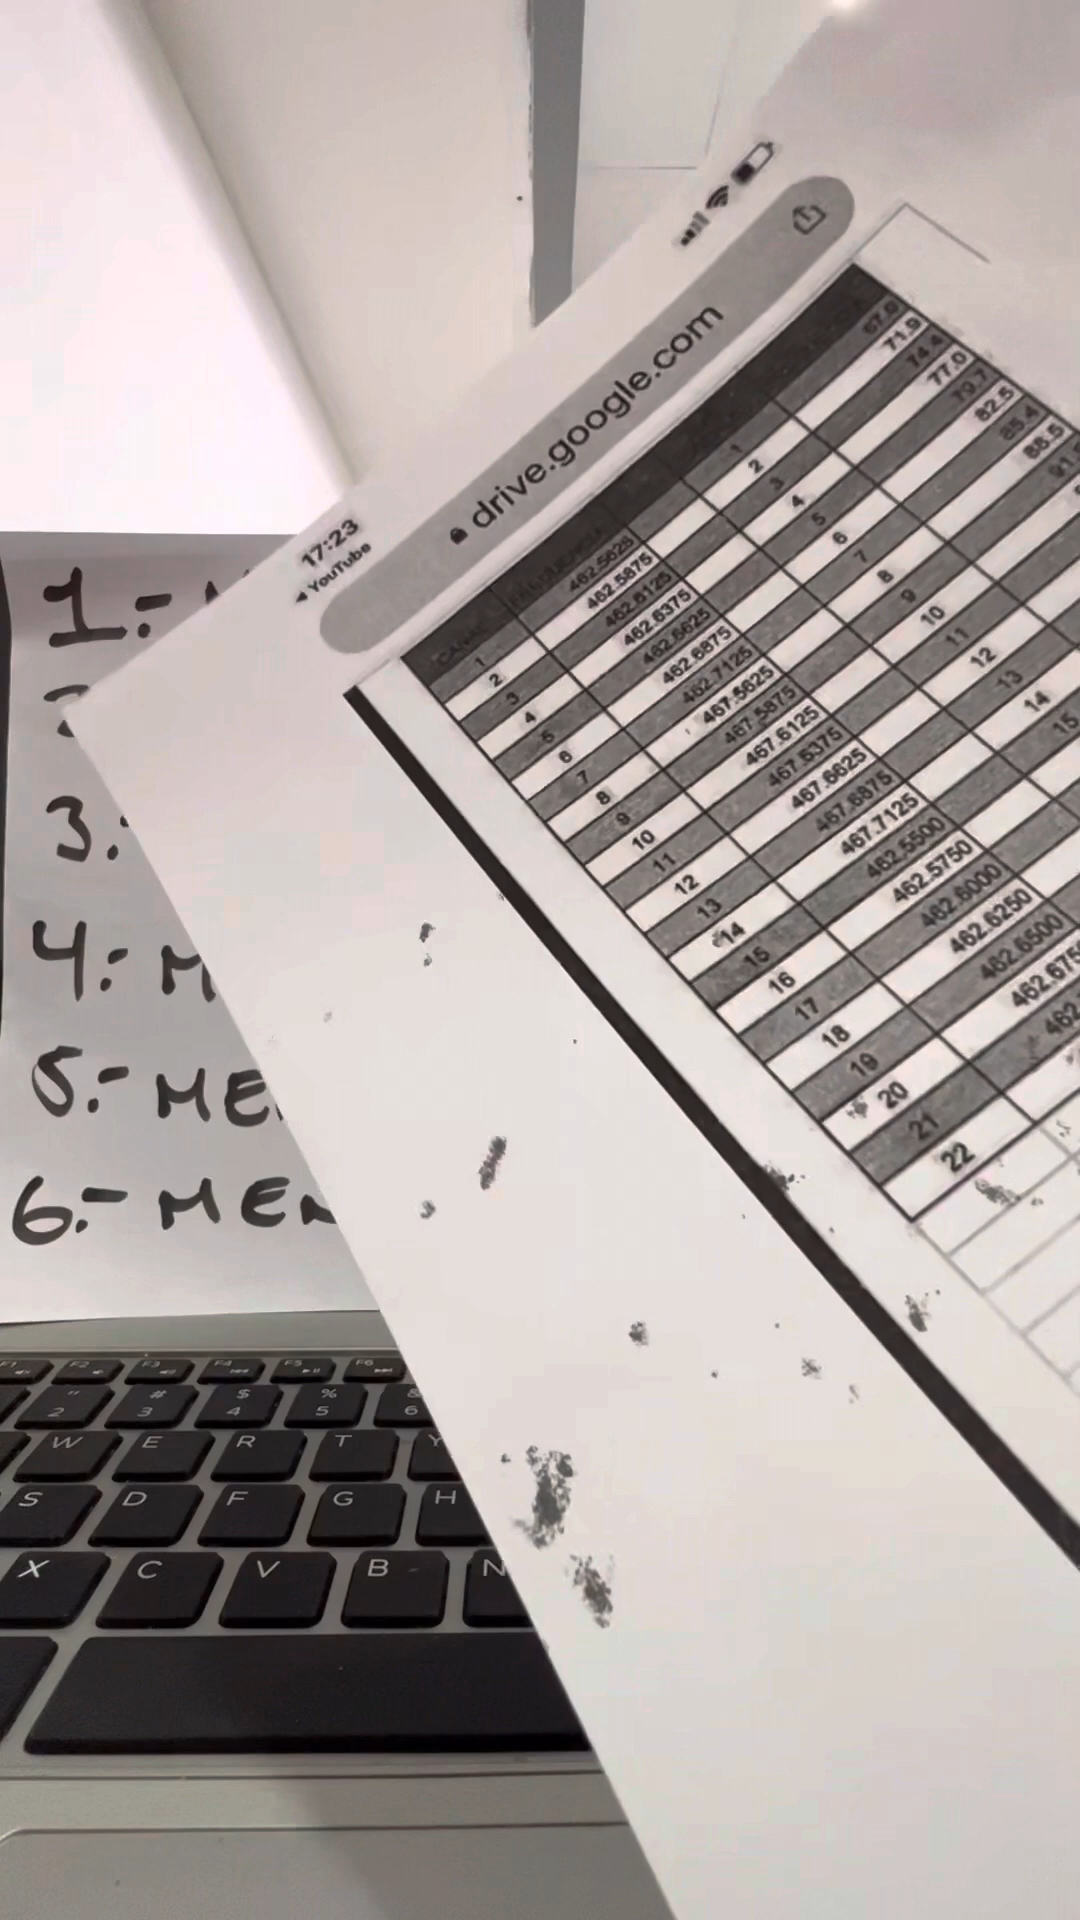 17:23
◀ YouTube
drive.google.com
CANAL FRECUENCIA
1 462.5625 1 67.0
2 462.5875 2 71.9
3 462.6125 3 74.4
4 462.6375 4 77.0
5 462.6625 5 79.7
6 462.6875 6 82.5
7 462.7125 7 85.4
8 467.5625 8 88.5
9 467.5875 9
10 467.6125 10
11 467.6375 11
12 467.6625 12
13 467.6875 13
14 467.7125 14
15 462.5500 15
16 462.5750
17 462.6000
18 462.6250
19 462.6500
20
21
22
1.-
3.
4.- M
5.- ME
6.- MEN
F1 F2 F3 F4 F5 F6
" # $ % &
2 3 4 5 6
W E R T Y
S D F G H
X C V B N